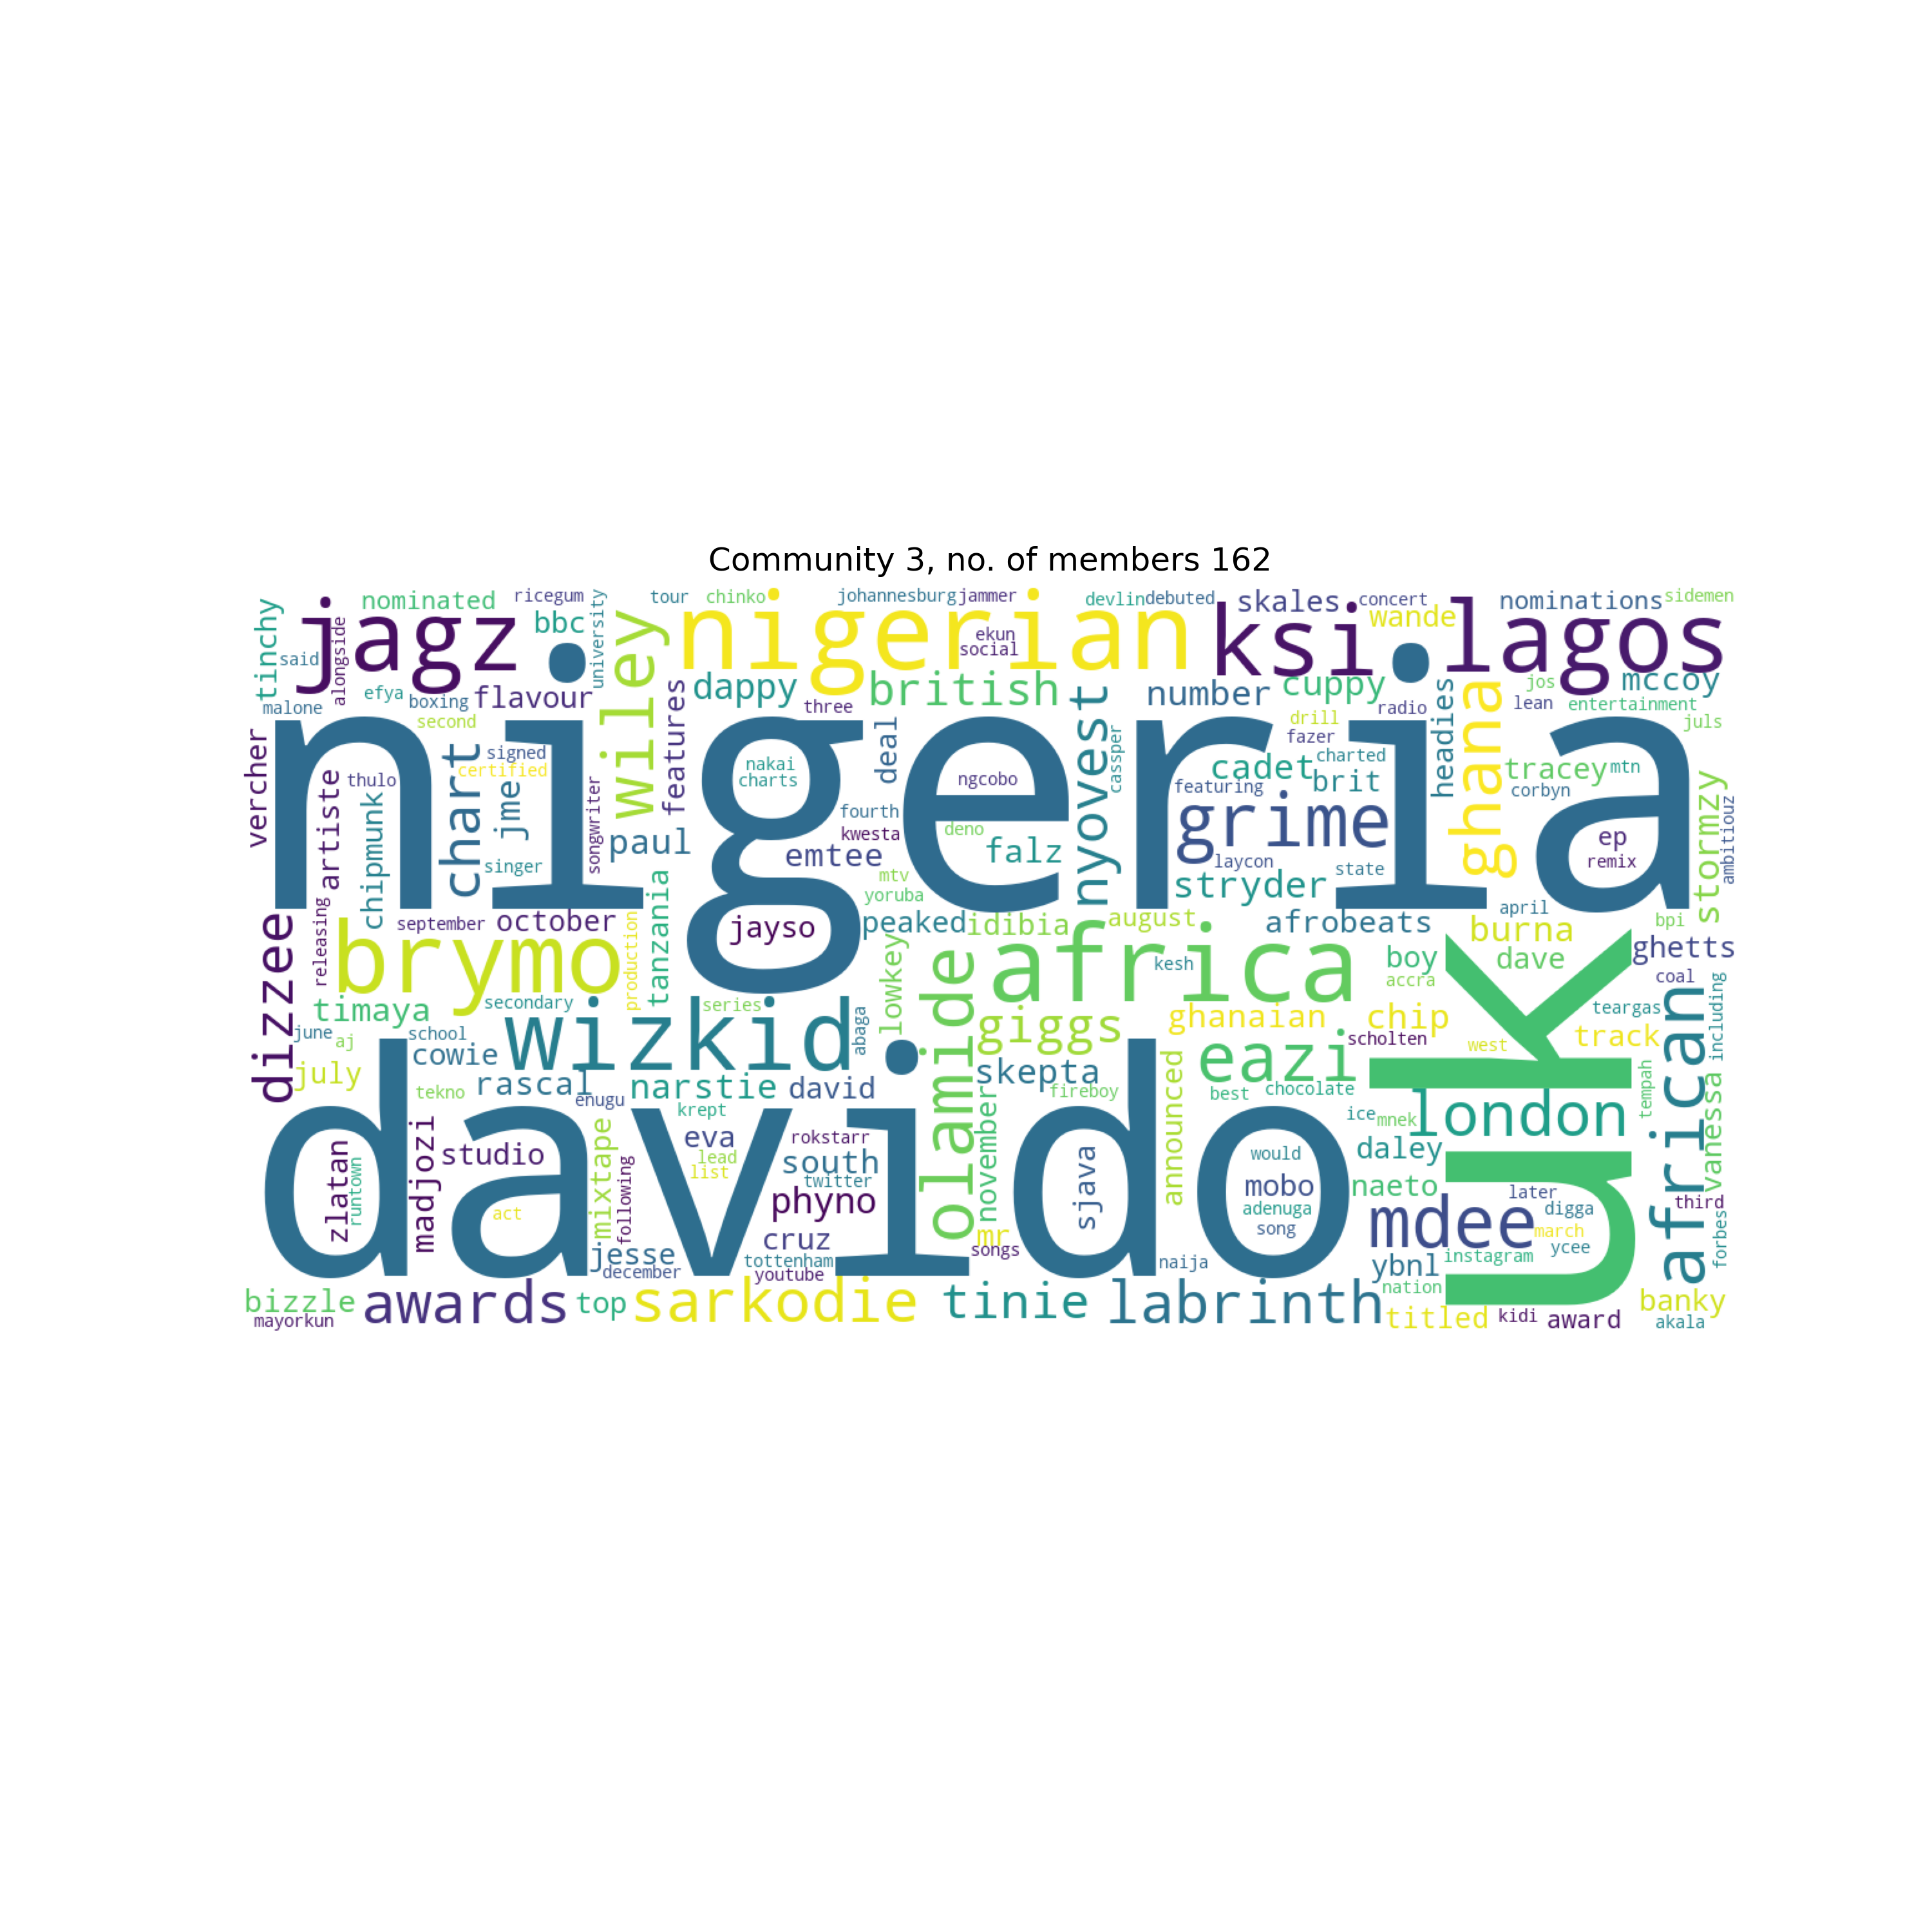 Community 3, no. of members 162
tinchy
nominated
ricegum
university
tour
chinko
johannesburg
jammer
devlin
debuted
skales
concert
wande
nominations
sidemen
jagz
bbc
wiley
nigerian
ekun
social
ksi
lagos
said
alongside
efya
boxing
flavour
malone
second
dappy
three
british
number
cuppy
radio
headies
jos
mccoy
lean
entertainment
juls
features
deal
nyovest
cassper
drill
fazer
charted
ghana
nigeria
vercher
thulo
artiste
chipmunk
chart
signed
certified
jme
singer
songwriter
paul
nakai
charts
fourth
kwesta
emtee
ngcobo
deno
falz
mtv
yoruba
cadet
brit
featuring
grime
laycon
stryder
state
tracey
mtn
corbyn
ep
remix
stormzy
ambitiouz
dizzee
releasing
september
october
production
tanzania
brymo
jayso
peaked
idibia
august
afrobeats
april
burna
bpi
dave
ghetts
boy
accra
coal
africa
kesh
lowkey
olamide
timaya
secondary
series
wizkid
abaga
june
aj
school
cowie
july
giggs
ghanaian
chip
scholten
west
teargas
track
including
african
eazi
uk
tekno
rascal
enugu
narstie
david
skepta
fireboy
announced
best
chocolate
ice
mnek
london
tempah
vanessa
davido
zlatan
runtown
madjozi
studio
act
mixtape
following
krept
eva
lead
list
rokstarr
south
twitter
phyno
cruz
november
mr
songs
sjava
would
mobo
adenuga
song
daley
naeto
mdee
later
digga
march
ycee
third
forbes
jesse
december
tottenham
youtube
naija
ybnl
instagram
nation
bizzle
mayorkun
awards
top
sarkodie
tinie
labrinth
titled
kidi
award
banky
akala